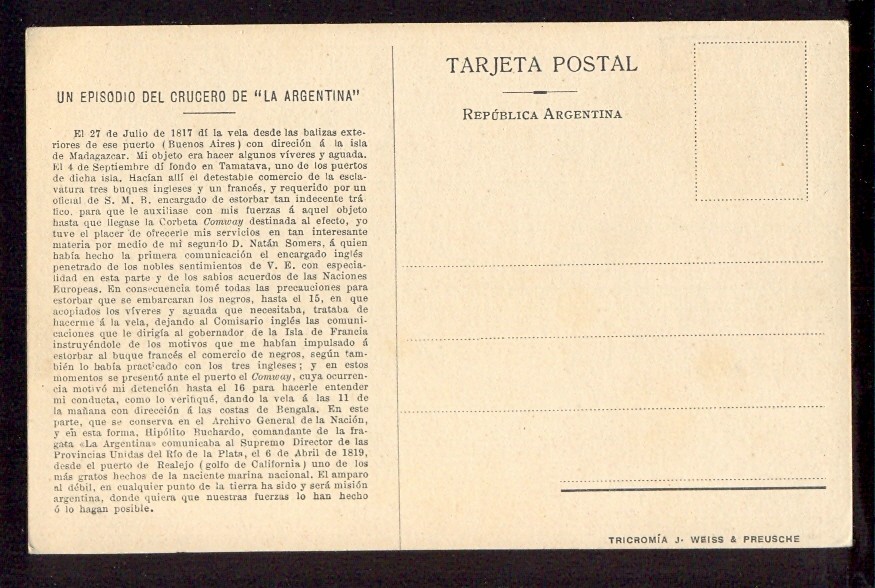 UN EPISODIO DEL CRUCERO DE "LA ARGENTINA"
El 27 de Julio de 1817 dí la vela desde las balizas exte-
riores de ese puerto (Buenos Aires) con direción á la isla
de Madagazcar. Mi objeto era hacer algunos víveres y aguada.
El 4 de Septiembre dí fondo en Tamatava, uno de los puertos
de dicha isla. Hacían allí el detestable comercio de la escla-
vatura tres buques ingleses y un francés, y requerido por un
oficial de S. M. B. encargado de estorbar tan indecente trá-
fico, para que le auxiliase con mis fuerzas á aquel objeto
hasta que llegase la Corbeta Comway destinada al efecto, yo
tuve el placer de ofrecerle mis servicios en tan interesante
materia por medio de mi segundo D. Natán Somers, á quien
había hecho la primera comunicación el encargado inglés
penetrado de los nobles sentimientos de V. E. con especia-
lidad en esta parte y de los sabios acuerdos de las Naciones
Europeas. En consecuencia tomé todas las precauciones para
estorbar que se embarcaran los negros, hasta el 15, en que
acopiados los víveres y aguada que necesitaba, trataba de
hacerme á la vela, dejando al Comisario inglés las comuni-
caciones que le dirigía al gobernador de la Isla de Francia
instruyéndole de los motivos que me habían impulsado á
estorbar al buque francés el comercio de negros, según tam-
bién lo había practicado con los tres ingleses; y en estos
momentos se presentó ante el puerto el Comway, cuya ocurren-
cia motivó mi detención hasta el 16 para hacerle entender
mi conducta, como lo verifiqué, dando la vela á las 11 de
la mañana con dirección á las costas de Bengala. En este
parte, que se conserva en el Archivo General de la Nación,
y en esta forma, Hipólito Buchardo, comandante de la fra-
gata «La Argentina» comunicaba al Supremo Director de las
Provincias Unidas del Río de la Plata, el 6 de Abril de 1819,
desde el puerto de Realejo (golfo de California) uno de los
más gratos hechos de la naciente marina nacional. El amparo
al débil, en cualquier punto de la tierra ha sido y será misión
argentina, donde quiera que nuestras fuerzas lo han hecho
ó lo hagan posible.
TARJETA POSTAL
REPÚBLICA ARGENTINA
TRICROMÍA J. WEISS & PREUSCHE